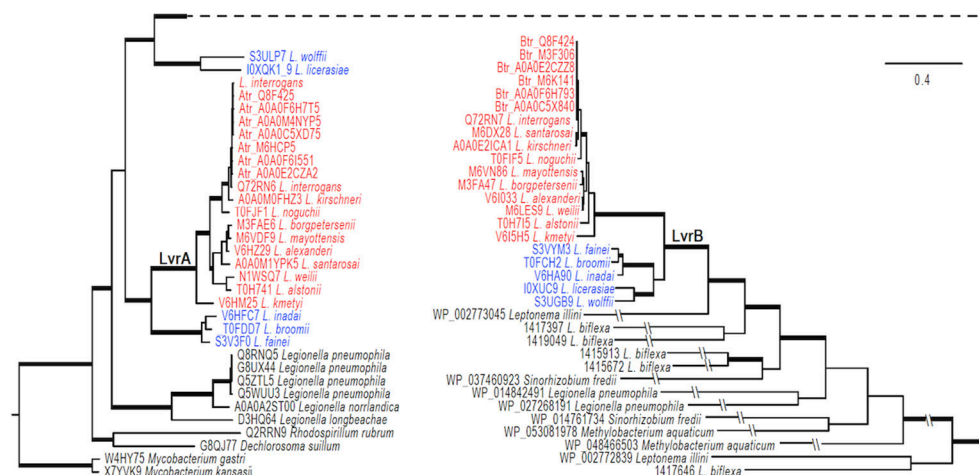 S3ULP7 L. wolffii
I0XQK1_9 L. licerasiae
L. interrogans
Atr_Q8F425
Atr_A0A0F6H7T5
Atr_A0A0M4NYP5
Atr_A0A0C5XD75
Atr_M6HCP5
Atr_A0A0F6I551
Atr_A0A0E2CZA2
Q72RN6 L. interrogans
A0A0M0FHZ3 L. kirschneri
T0FJF1 L. noguchii
M3FAE6 L. borgpetersenii
M6VDF9 L. mayottensis
V6HZ29 L. alexanderi
A0A0M1YPK5 L. santarosai
N1WSQ7 L. weilii
T0H741 L. alstonii
V6HM25 L. kmetyi
V6HFC7 L. inadai
T0FDD7 L. broomii
S3V3F0 L. fainei
Q8RNQ5 Legionella pneumophila
G8UX44 Legionella pneumophila
Q5ZTL5 Legionella pneumophila
Q5WUU3 Legionella pneumophila
A0A0A2ST00 Legionella norrlandica
D3HQ64 Legionella longbeachae
Q2RRN9 Rhodospirillum rubrum
G8QJ77 Dechlorosoma suillum
W4HY75 Mycobacterium gastri
X7YVK9 Mycobacterium kansasii
LvrA
Btr_Q8F424
Btr_M3F306
Btr_A0A0E2CZZ8
Btr_M6K141
Btr_A0A0F6H793
Btr_A0A0C5X840
Q72RN7 L. interrogans
M6DX28 L. santarosai
A0A0E2ICA1 L. kirschneri
T0FIF5 L. noguchii
M6VN86 L. mayottensis
M3FA47 L. borgpetersenii
V6I033 L. alexanderi
M6LES9 L. weilii
T0H7I5 L. alstonii
V6I5H5 L. kmetyi
S3VYM3 L. fainei
T0FCH2 L. broomii
V6HA90 L. inadai
I0XUC9 L. licerasiae
S3UGB9 L. wolffii
WP_002773045 Leptonema illini
1417397 L. biflexa
1419049 L. biflexa
1415913 L. biflexa
1415672 L. biflexa
WP_037460923 Sinorhizobium fredii
WP_014842491 Legionella pneumophila
WP_027268191 Legionella pneumophila
WP_014761734 Sinorhizobium fredii
WP_053081978 Methylobacterium aquaticum
WP_048466503 Methylobacterium aquaticum
WP_002772839 Leptonema illini
1417646 L. biflexa
LvrB
0.4